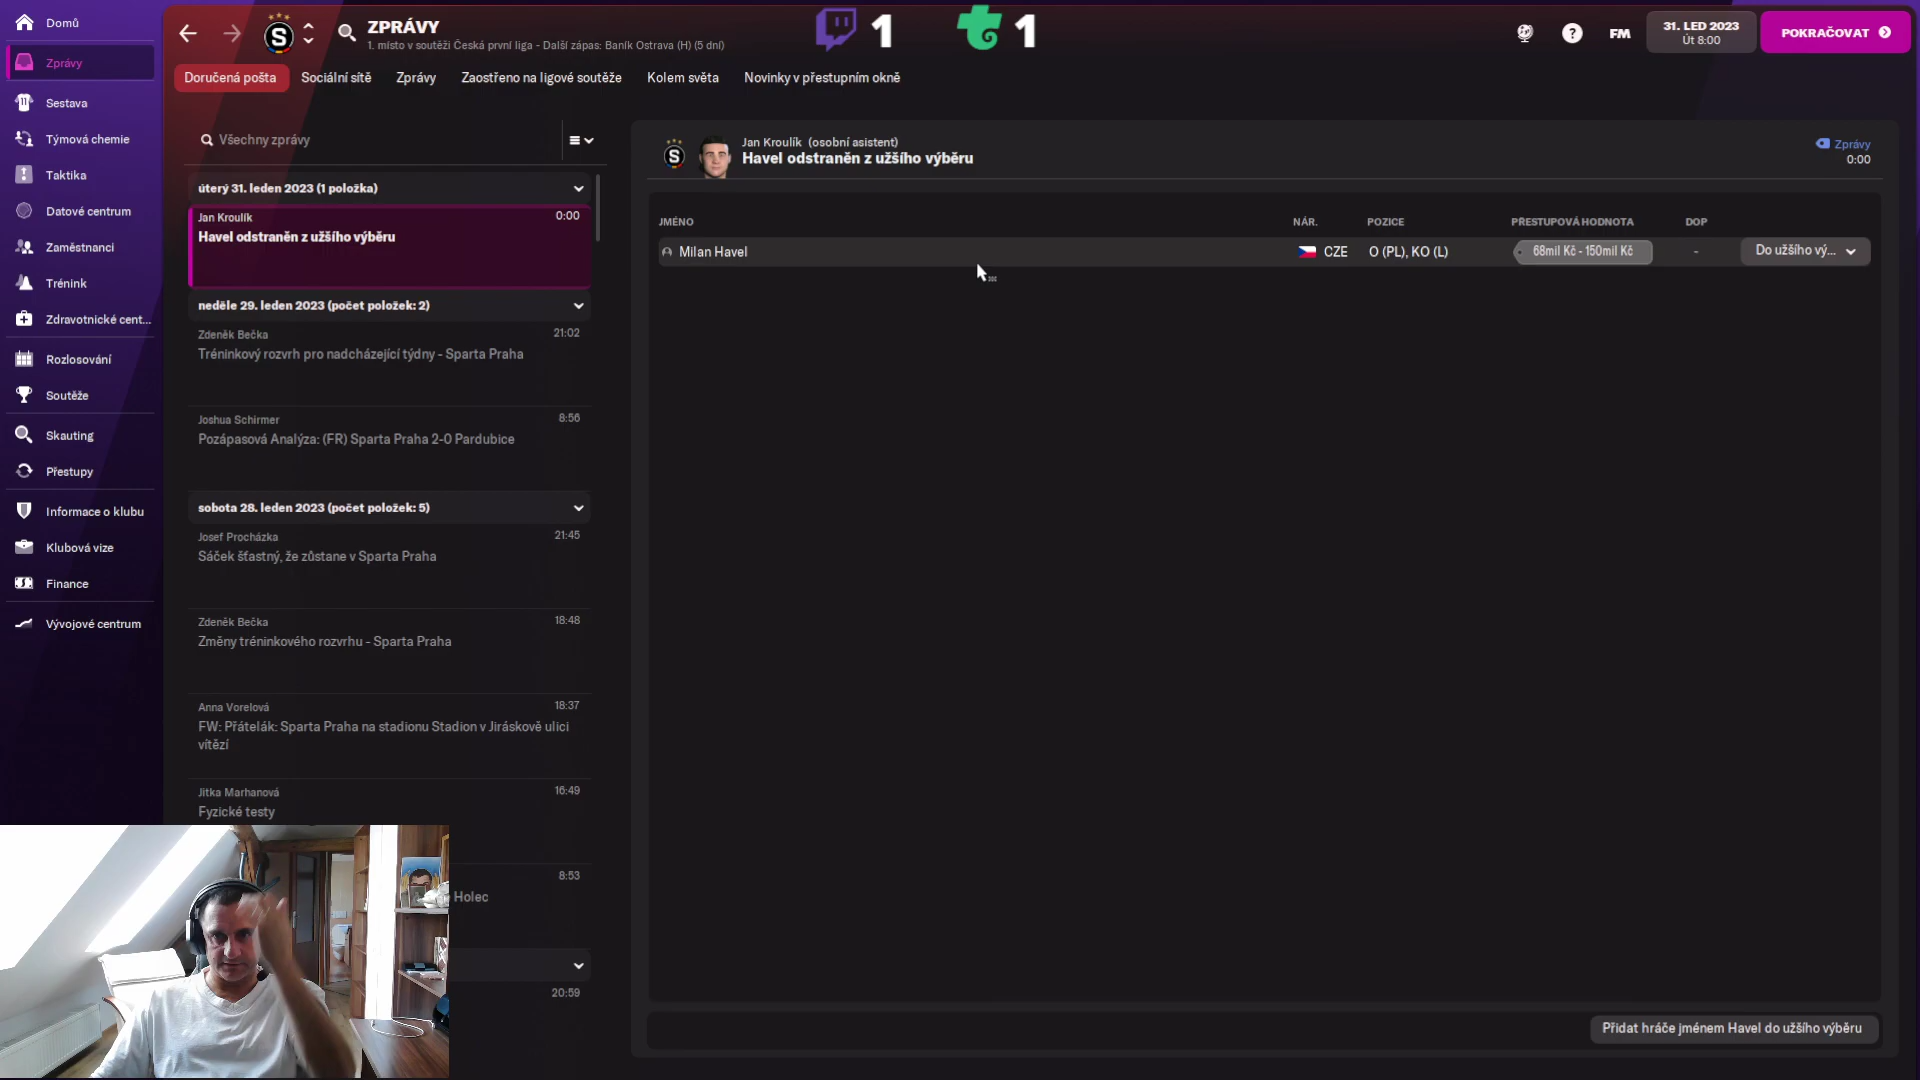 Domů
Zprávy
Sestava
Týmová chemie
Taktika
Datové centrum
Zaměstnanci
Trénink
Zdravotnické cent...
Rozlosování
Soutěže
Skauting
Přestupy
Informace o klubu
Klubová vize
Finance
Vývojové centrum
ZPRÁVY
1. místo v soutěži Česká první liga - Další zápas: Baník Ostrava (H) (5 dní)
1
1
FM
31. LED 2023
Út 8:00
POKRAČOVAT
Doručená pošta
Sociální sítě
Zprávy
Zaostřeno na ligové soutěže
Kolem světa
Novinky v přestupním okně
Všechny zprávy
úterý 31. leden 2023 (1 položka)
Jan Kroulík 0:00
Havel odstraněn z užšího výběru
neděle 29. leden 2023 (počet položek: 2)
Zdeněk Bečka 21:02
Tréninkový rozvrh pro nadcházející týdny - Sparta Praha
Joshua Schirmer 8:56
Pozápasová Analýza: (FR) Sparta Praha 2-0 Pardubice
sobota 28. leden 2023 (počet položek: 5)
Josef Procházka 21:45
Sáček šťastný, že zůstane v Sparta Praha
Zdeněk Bečka 18:48
Změny tréninkového rozvrhu - Sparta Praha
Anna Vorelová 18:37
FW: Přátelák: Sparta Praha na stadionu Stadion v Jiráskově ulici
vítězí
Jitka Marhanová 16:49
Fyzické testy
8:53
Holec
20:59
Jan Kroulík (osobní asistent)
Havel odstraněn z užšího výběru
Zprávy
0:00
JMÉNO NÁR. POZICE PŘESTUPOVÁ HODNOTA DOP
Milan Havel CZE O (PL), KO (L) 68mil Kč - 150mil Kč - Do užšího vý...
Přidat hráče jménem Havel do užšího výběru